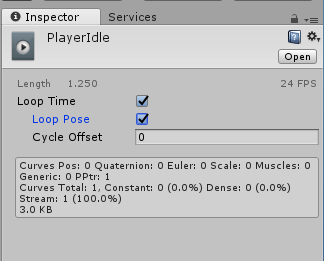 Inspector Services
PlayerIdle
Open
Length 1.250 24 FPS
Loop Time
Loop Pose
Cycle Offset 0
Curves Pos: 0 Quaternion: 0 Euler: 0 Scale: 0 Muscles: 0
Generic: 0 PPtr: 1
Curves Total: 1, Constant: 0 (0.0%) Dense: 0 (0.0%)
Stream: 1 (100.0%)
3.0 KB